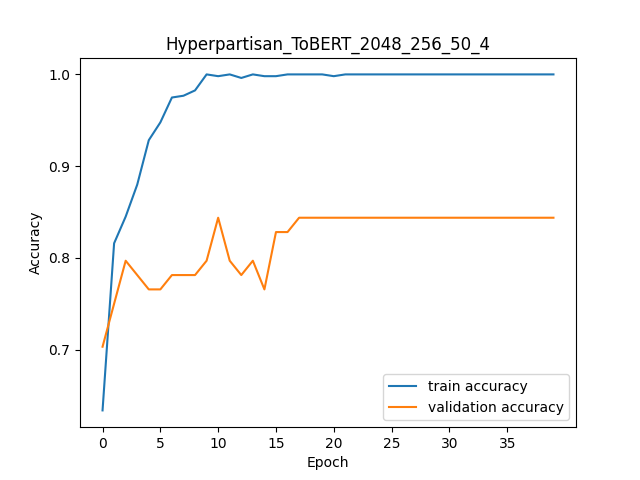 Hyperpartisan_ToBERT_2048_256_50_4
1.0
0.9
0.8
0.7
Accuracy
train accuracy
validation accuracy
0 5 10 15 20 25 30 35
Epoch